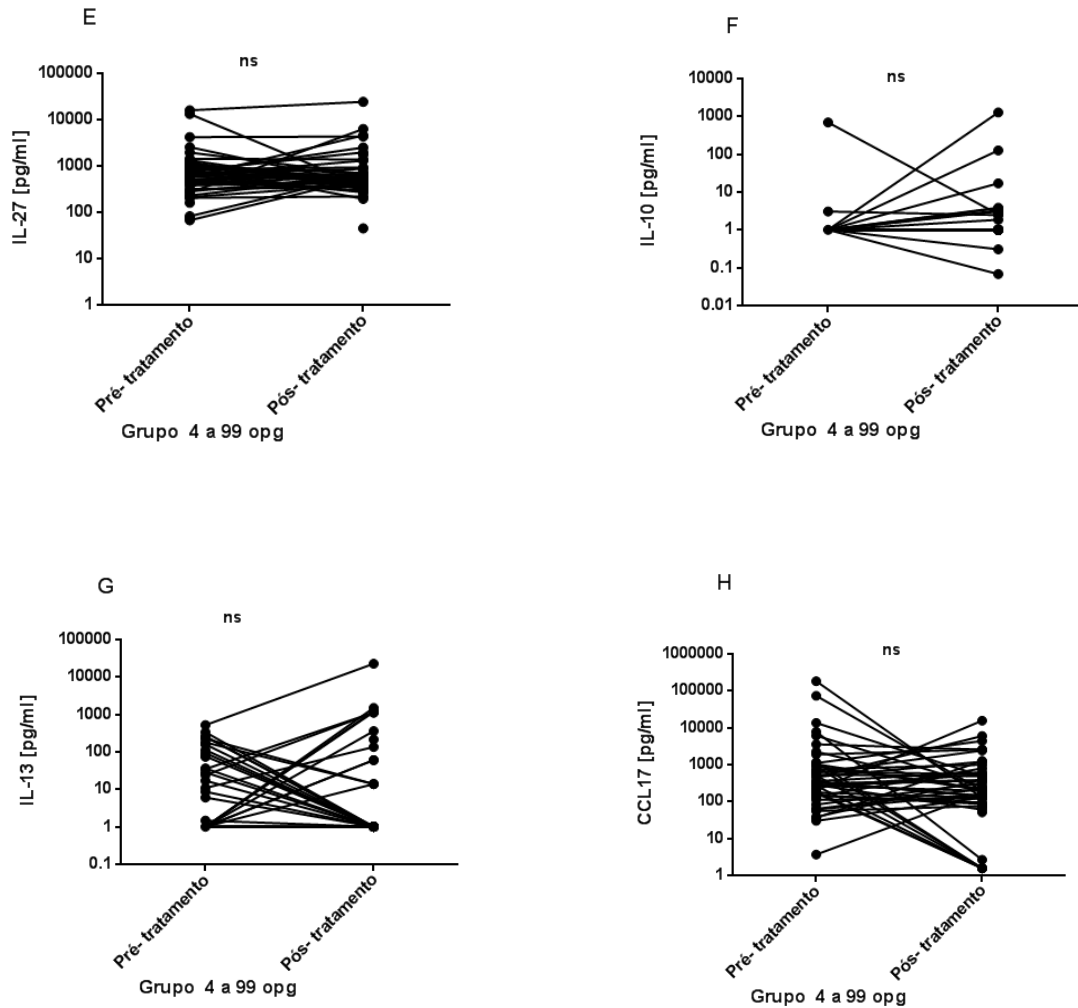 E
ns
IL-27 [pg/ml]
100000
10000
1000
100
10
1
Pré- tratamento
Pós- tratamento
Grupo 4 a 99 opg
F
ns
IL-10 [pg/ml]
10000
1000
100
10
1
0.1
0.01
Pré- tratamento
Pós- tratamento
Grupo 4 a 99 opg
G
ns
IL-13 [pg/ml]
100000
10000
1000
100
10
1
0.1
Pré- tratamento
Pós- tratamento
Grupo 4 a 99 opg
H
ns
CCL17 [pg/ml]
1000000
100000
10000
1000
100
10
1
Pré- tratamento
Pós- tratamento
Grupo 4 a 99 opg